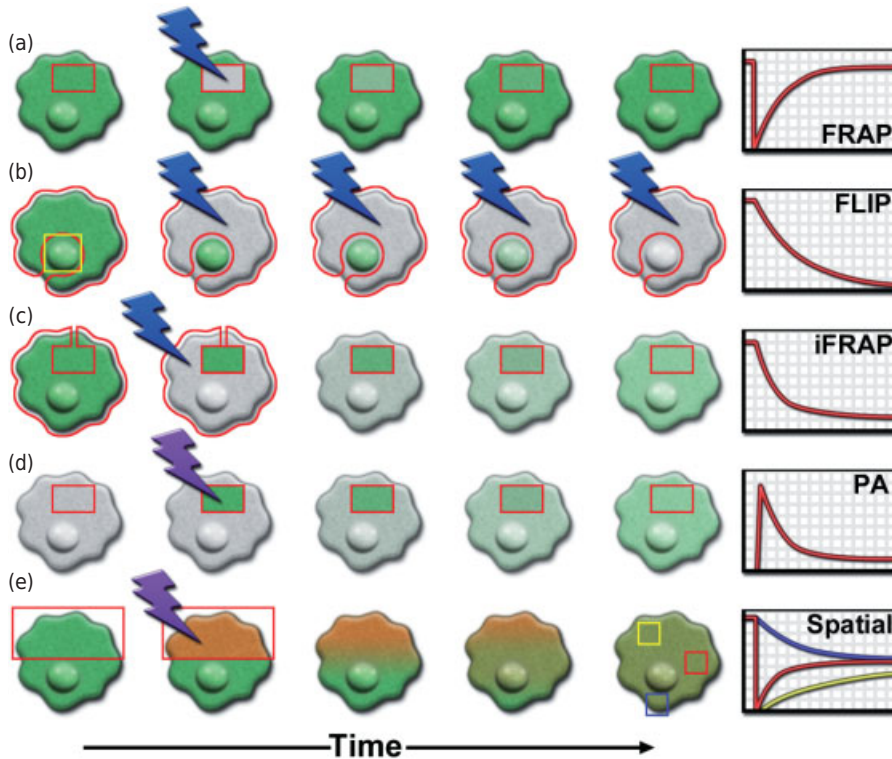 (a)
FRAP
(b)
FLIP
(c)
iFRAP
(d)
PA
(e)
Spatial
Time